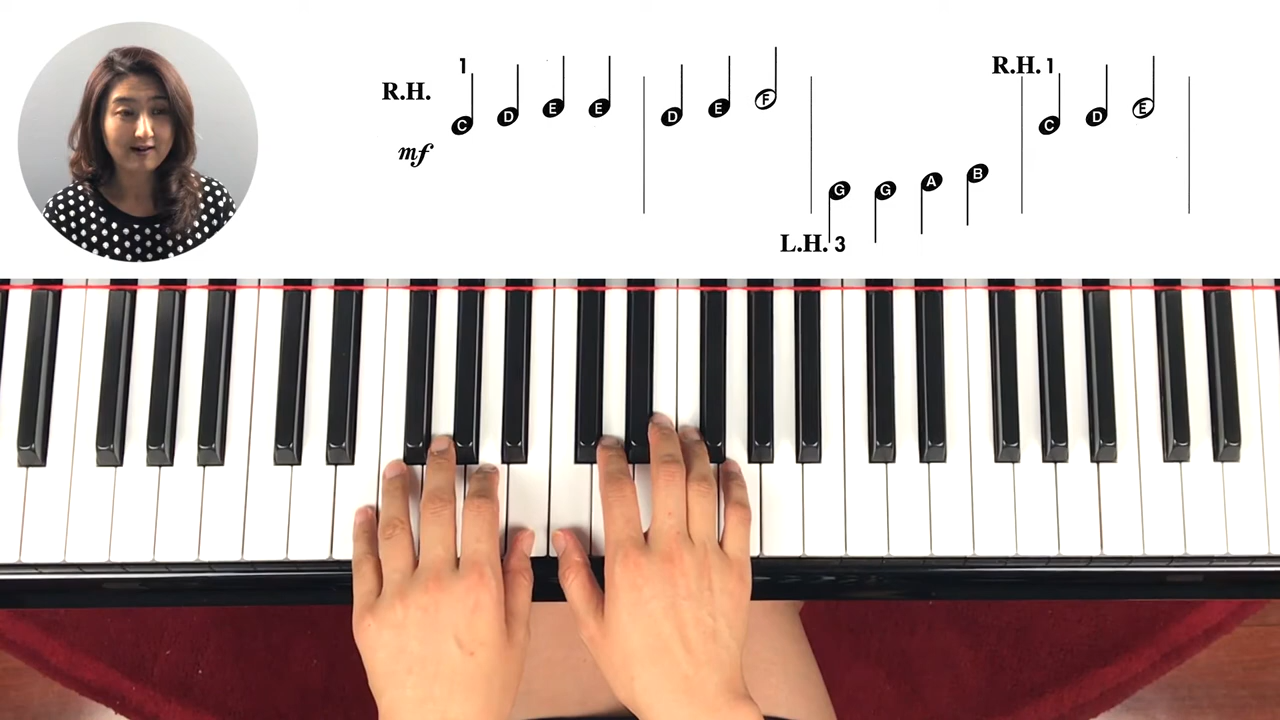 R.H. 1
mf
C D E E D E F
L.H. 3
G G A B
R.H. 1
C D E